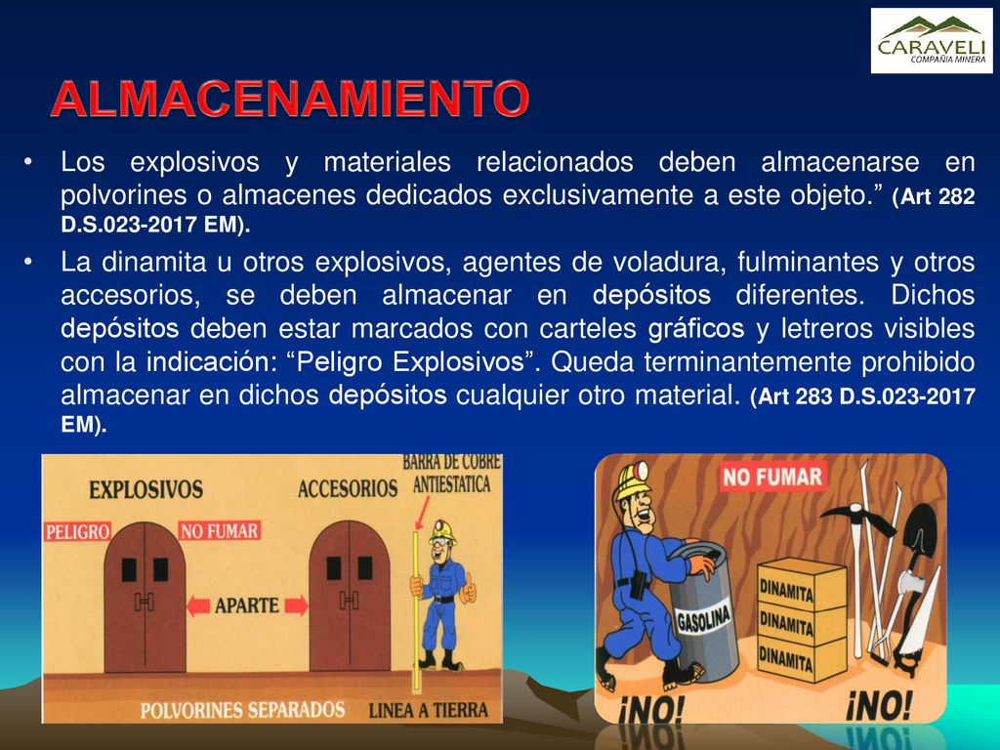 CARAVELI
COMPAÑIA MINERA
ALMACENAMIENTO
• Los explosivos y materiales relacionados deben almacenarse en
polvorines o almacenes dedicados exclusivamente a este objeto.” (Art 282
D.S.023-2017 EM).
• La dinamita u otros explosivos, agentes de voladura, fulminantes y otros
accesorios, se deben almacenar en depósitos diferentes. Dichos
depósitos deben estar marcados con carteles gráficos y letreros visibles
con la indicación: “Peligro Explosivos”. Queda terminantemente prohibido
almacenar en dichos depósitos cualquier otro material. (Art 283 D.S.023-2017
EM).
EXPLOSIVOS
ACCESORIOS
BARRA DE COBRE
ANTIESTATICA
PELIGRO
NO FUMAR
APARTE
POLVORINES SEPARADOS
LINEA A TIERRA
NO FUMAR
GASOLINA
DINAMITA
DINAMITA
DINAMITA
¡NO!
¡NO!